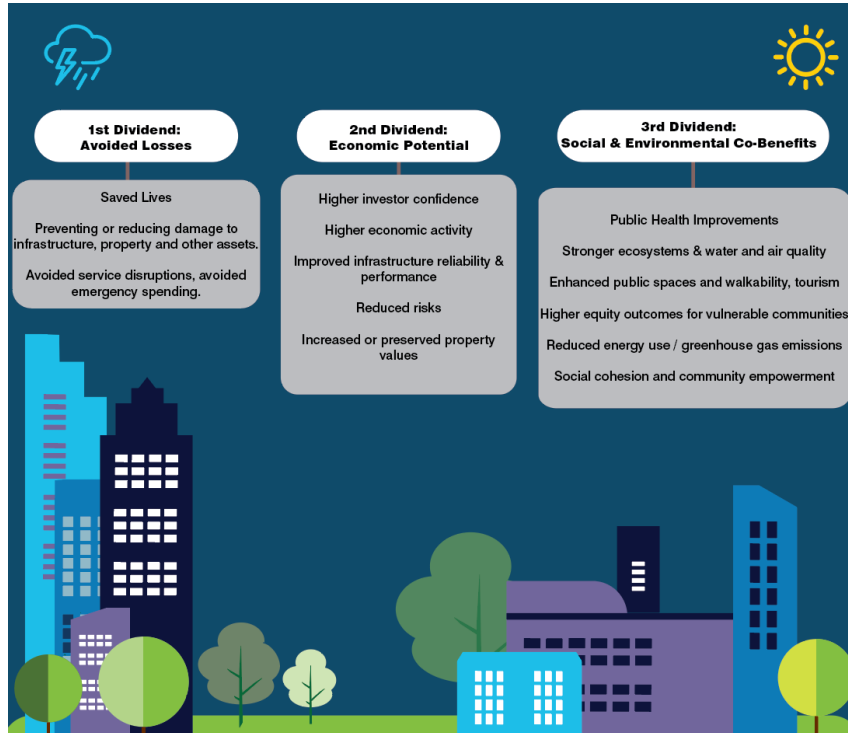 1st Dividend:
Avoided Losses
Saved Lives
Preventing or reducing damage to
infrastructure, property and other assets.
Avoided service disruptions, avoided
emergency spending.
2nd Dividend:
Economic Potential
Higher investor confidence
Higher economic activity
Improved infrastructure reliability &
performance
Reduced risks
Increased or preserved property
values
3rd Dividend:
Social & Environmental Co-Benefits
Public Health Improvements
Stronger ecosystems & water and air quality
Enhanced public spaces and walkability, tourism
Higher equity outcomes for vulnerable communities
Reduced energy use / greenhouse gas emissions
Social cohesion and community empowerment